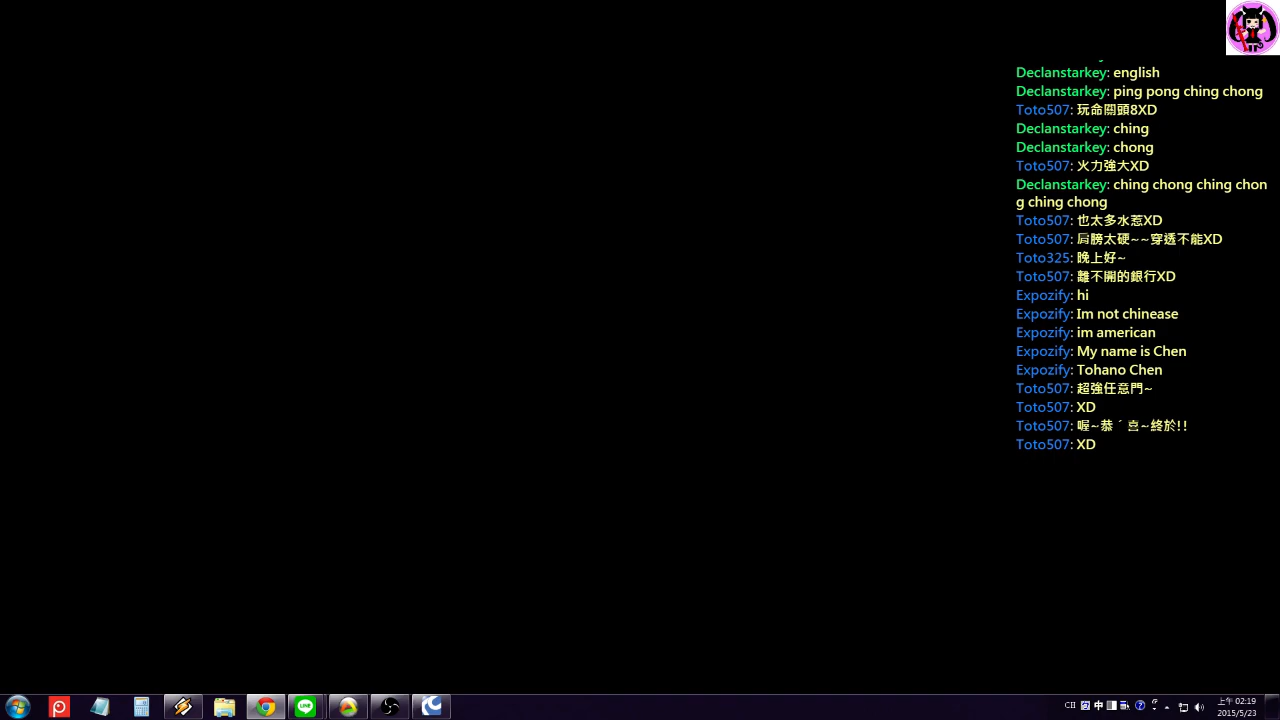 Declanstarkey: english
Declanstarkey: ping pong ching chong
Toto507: 玩命關頭8XD
Declanstarkey: ching
Declanstarkey: chong
Toto507: 火力強大XD
Declanstarkey: ching chong ching chon
g ching chong
Toto507: 也太多水惹XD
Toto507: 肩膀太硬~~穿透不能XD
Toto325: 晚上好~
Toto507: 離不開的銀行XD
Expozify: hi
Expozify: Im not chinease
Expozify: im american
Expozify: My name is Chen
Expozify: Tohano Chen
Toto507: 超強任意門~
Toto507: XD
Toto507: 喔~恭ˊ喜~終於!!
Toto507: XD
CH 中
上午 02:19
2015/5/23